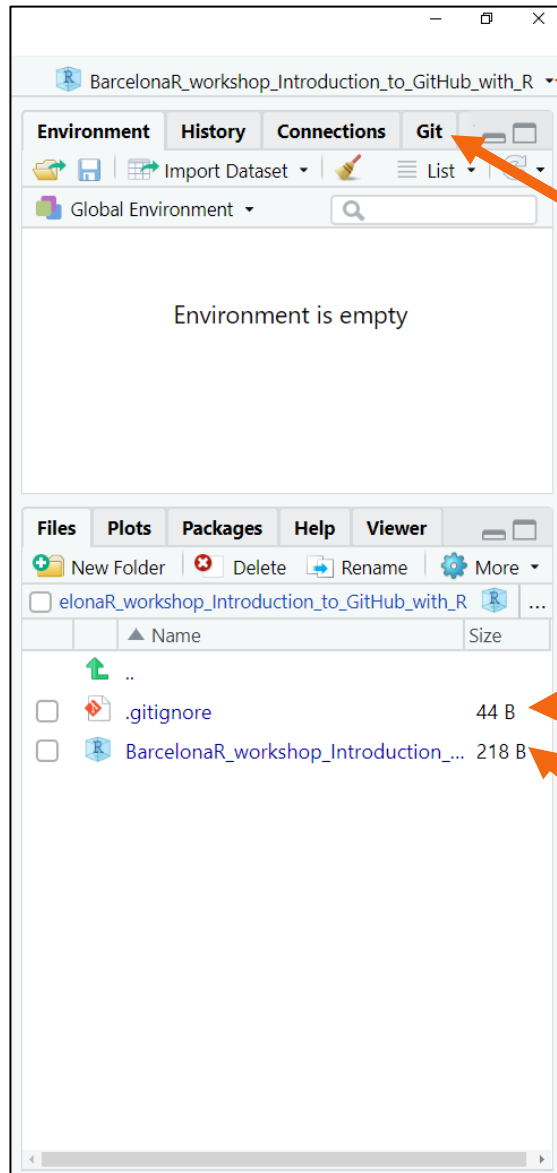 BarcelonaR_workshop_Introduction_to_GitHub_with_R
Environment History Connections Git
Import Dataset List
Global Environment
Environment is empty
Files Plots Packages Help Viewer
New Folder Delete Rename More
elonaR_workshop_Introduction_to_GitHub_with_R ...
Name Size
..
.gitignore 44 B
BarcelonaR_workshop_Introduction_... 218 B